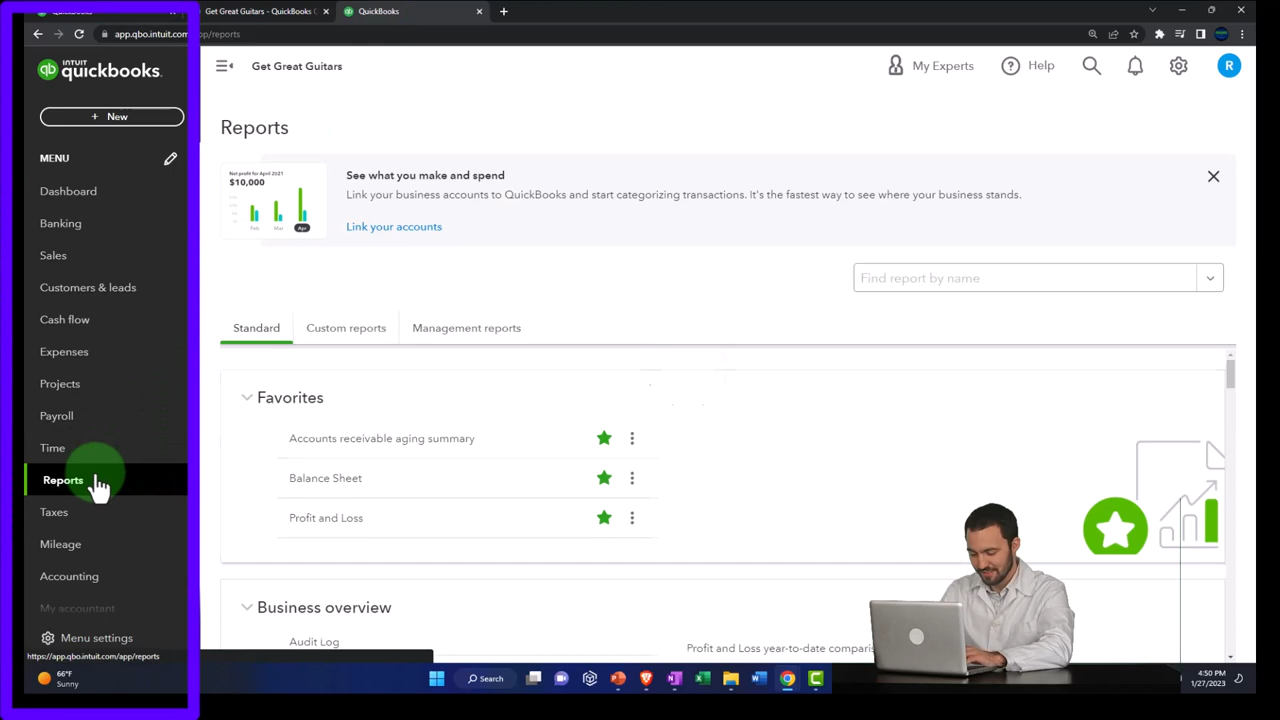 QuickBooks
Get Great Guitars - QuickBooks
QuickBooks
app.qbo.intuit.com/app/reports
INTUIT
quickbooks.
Get Great Guitars
My Experts
Help
R
+ New
MENU
Dashboard
Banking
Sales
Customers & leads
Cash flow
Expenses
Projects
Payroll
Time
Reports
Taxes
Mileage
Accounting
My accountant
Menu settings
https://app.qbo.intuit.com/app/reports
Reports
Net profit for April 2021
$10,000
Feb Mar Apr
See what you make and spend
Link your business accounts to QuickBooks and start categorizing transactions. It's the fastest way to see where your business stands.
Link your accounts
Find report by name
Standard
Custom reports
Management reports
Favorites
Accounts receivable aging summary
Balance Sheet
Profit and Loss
Business overview
Audit Log
Profit and Loss year-to-date
66°F
Sunny
Search
4:50 PM
1/27/2023